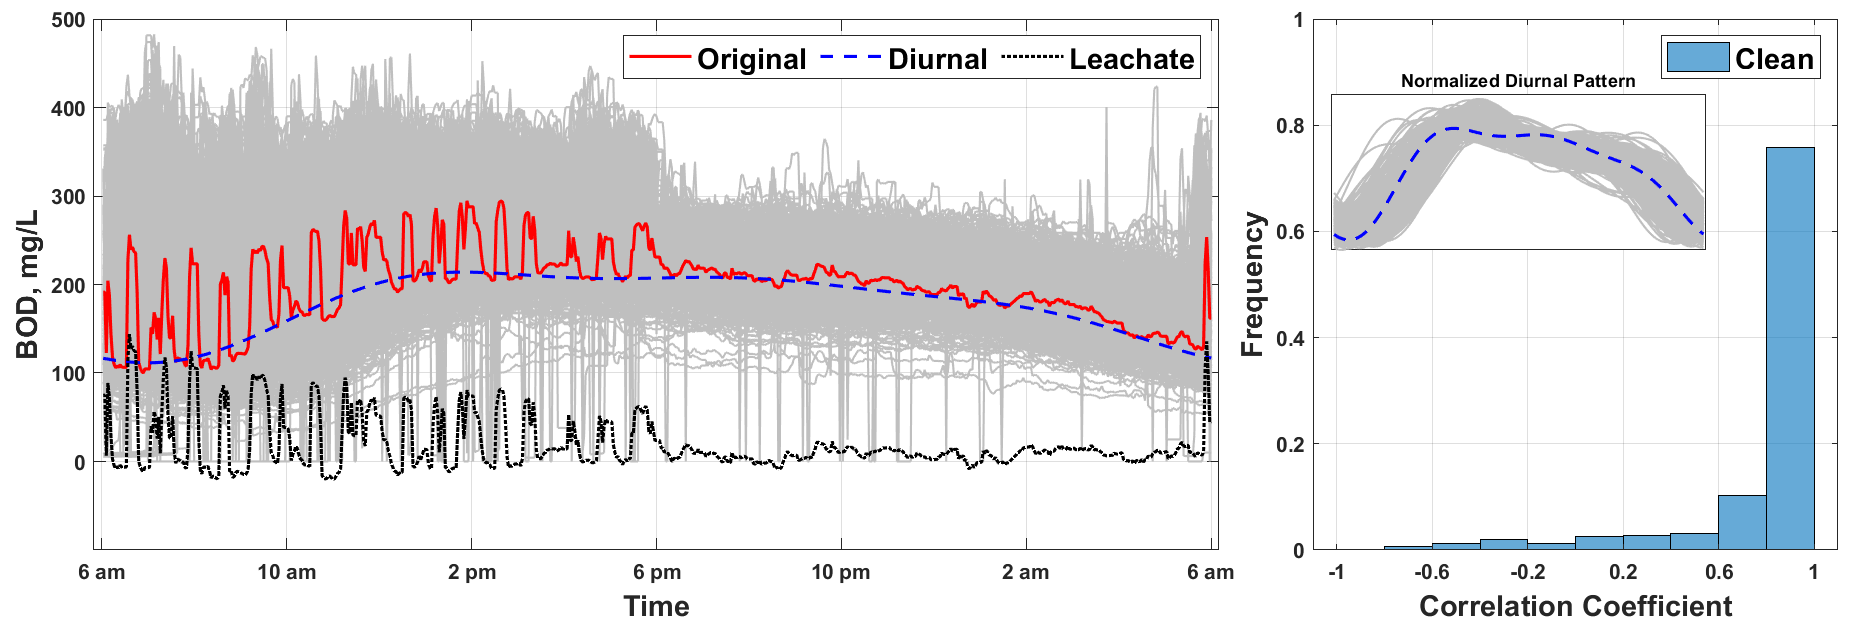 500
400
300
200
100
0
BOD, mg/L
Original Diurnal Leachate
6 am 10 am 2 pm 6 pm 10 pm 2 am 6 am
Time
1
0.8
0.6
0.4
0.2
0
Frequency
Clean
Normalized Diurnal Pattern
-1 -0.6 -0.2 0.2 0.6 1
Correlation Coefficient